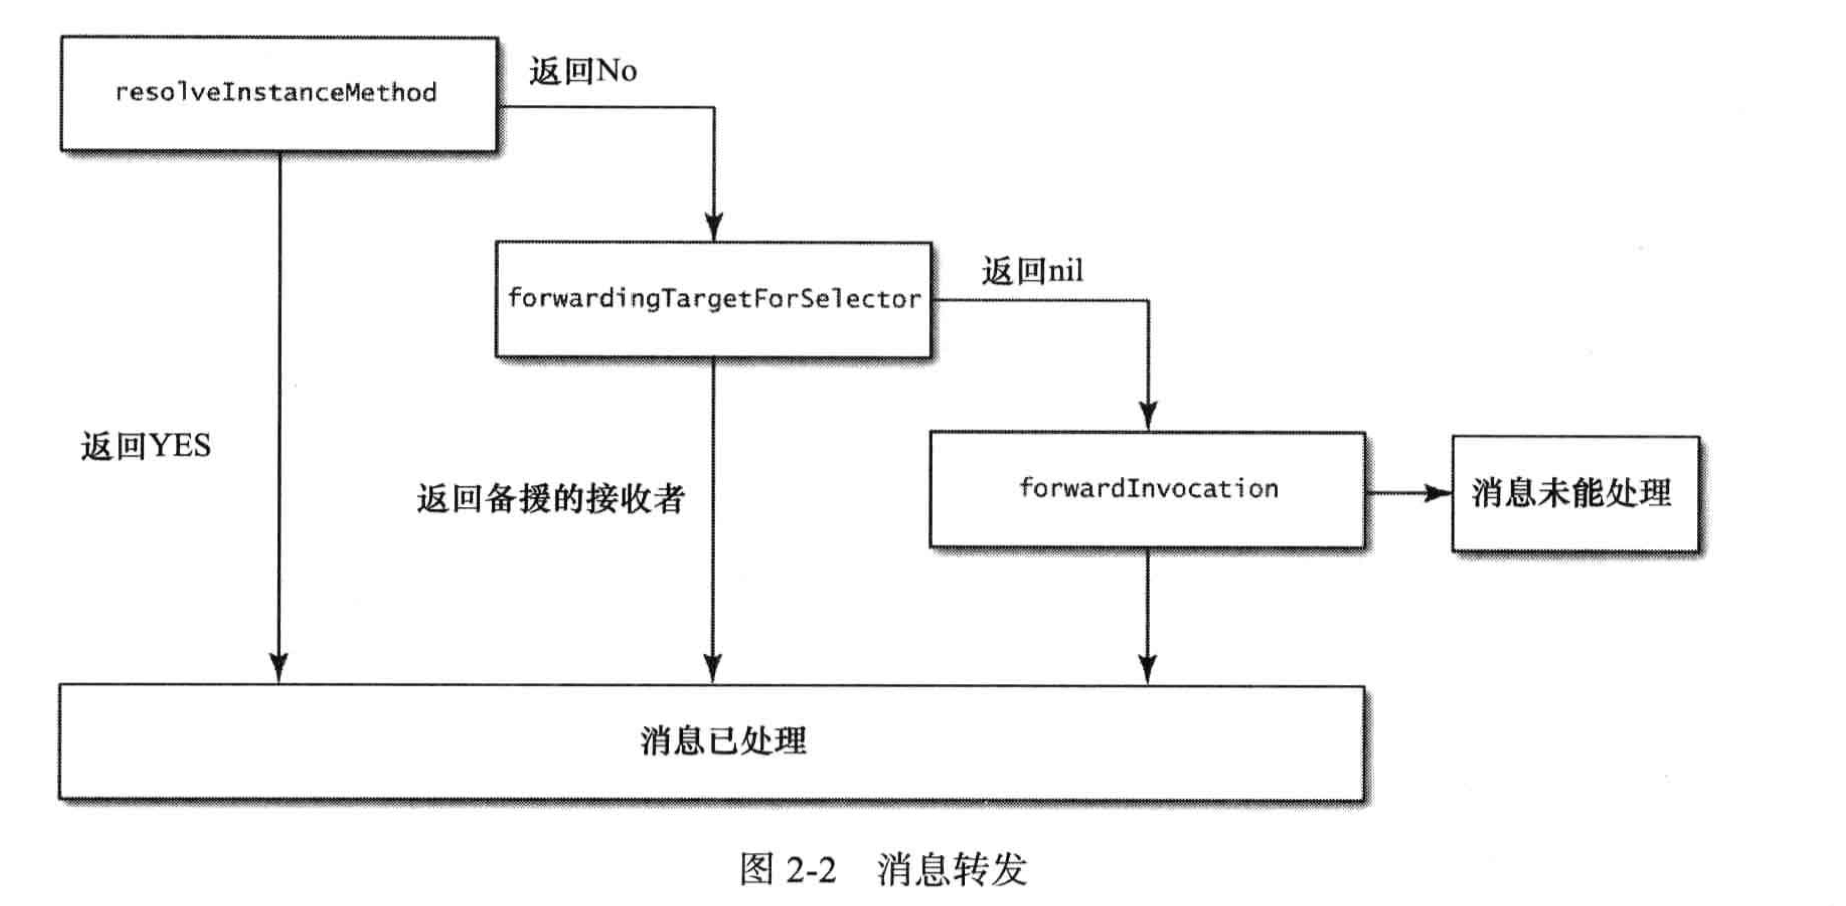 resolveInstanceMethod
返回No
forwardingTargetForSelector
返回nil
返回YES
返回备援的接收者
forwardInvocation
消息未能处理
消息已处理
图 2-2 消息转发